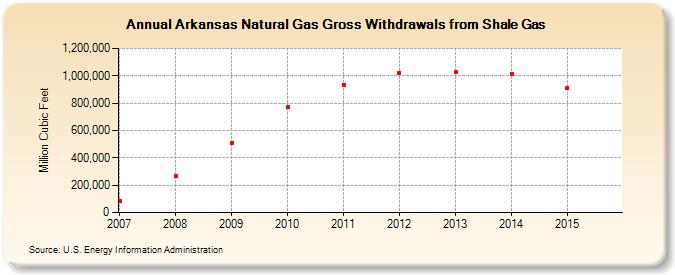 Annual Arkansas Natural Gas Gross Withdrawals from Shale Gas
Million Cubic Feet
1,200,000
1,000,000
800,000
600,000
400,000
200,000
0
2007 2008 2009 2010 2011 2012 2013 2014 2015
Source: U.S. Energy Information Administration